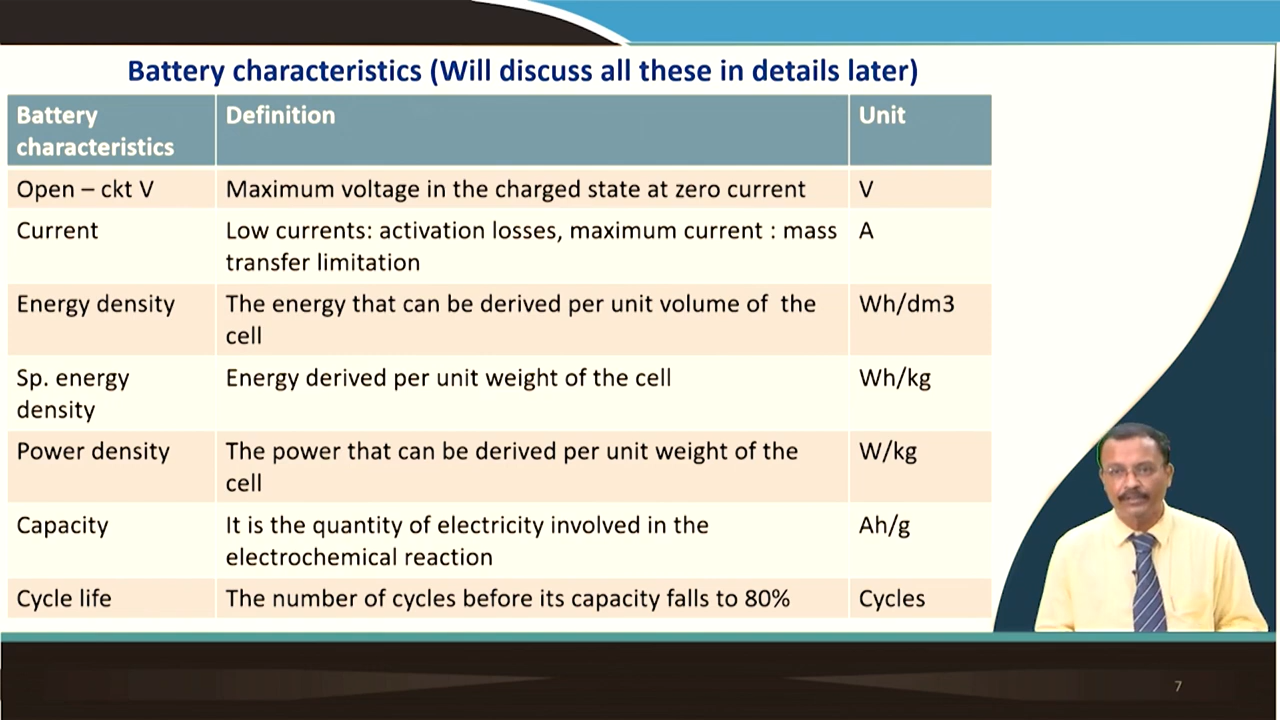 Battery characteristics (Will discuss all these in details later)
Battery characteristics
Definition
Unit
Open – ckt V
Maximum voltage in the charged state at zero current
V
Current
Low currents: activation losses, maximum current : mass
transfer limitation
A
Energy density
The energy that can be derived per unit volume of the
cell
Wh/dm3
Sp. energy
density
Energy derived per unit weight of the cell
Wh/kg
Power density
The power that can be derived per unit weight of the
cell
W/kg
Capacity
It is the quantity of electricity involved in the
electrochemical reaction
Ah/g
Cycle life
The number of cycles before its capacity falls to 80%
Cycles
7